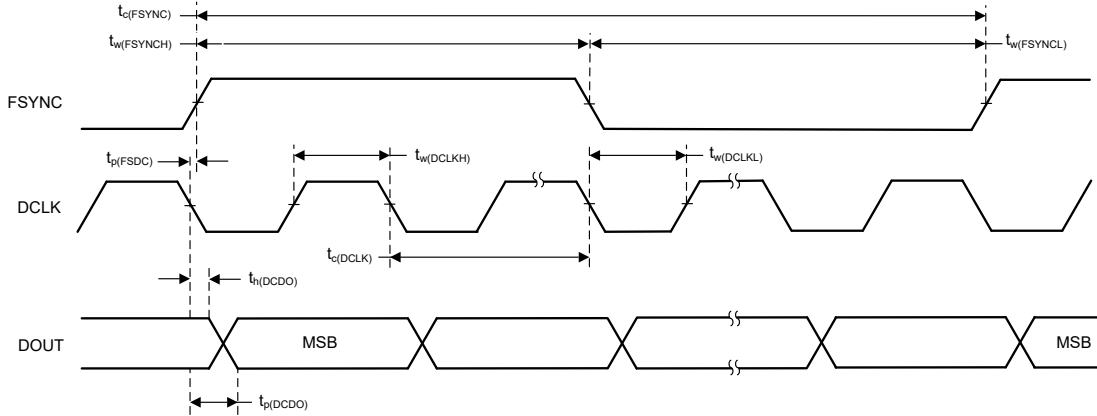 tc(FSYNC)
tw(FSYNCH)
tw(FSYNCL)
FSYNC
tp(FSDC)
tw(DCLKH)
tw(DCLKL)
DCLK
tc(DCLK)
th(DCDO)
DOUT
MSB
MSB
tp(DCDO)